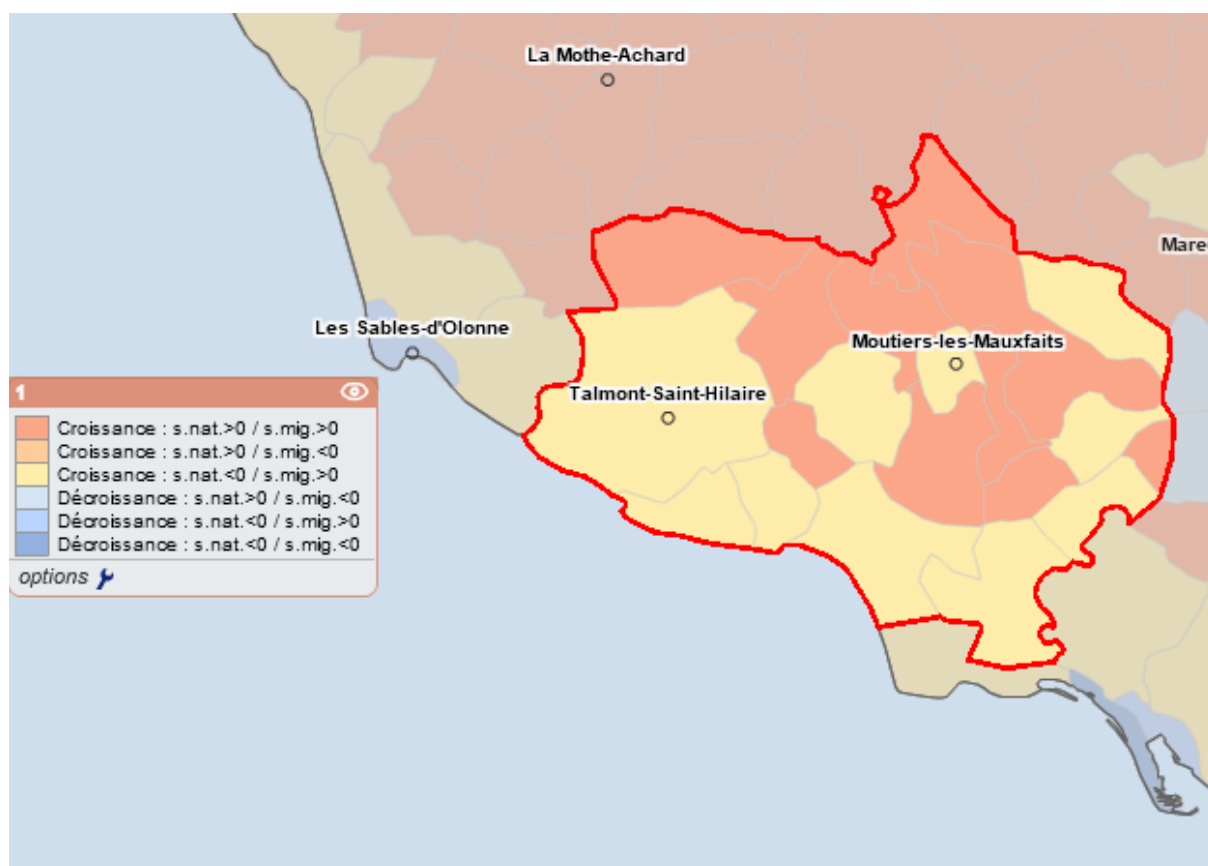 La Mothe-Achard
Mare
Les Sables-d'Olonne
Moutiers-les-Mauxfaits
Talmont-Saint-Hilaire
1
Croissance : s.nat.>0 / s.mig.>0
Croissance : s.nat.>0 / s.mig.<0
Croissance : s.nat.<0 / s.mig.>0
Décroissance : s.nat.>0 / s.mig.<0
Décroissance : s.nat.<0 / s.mig.>0
Décroissance : s.nat.<0 / s.mig.<0
options